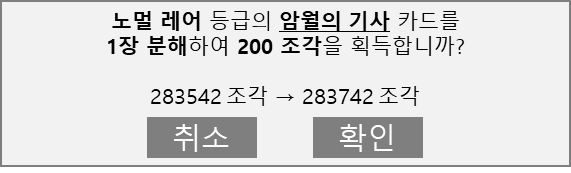 노멀 레어 등급의 암월의 기사 카드를
1장 분해하여 200 조각을 획득합니까?
283542 조각 → 283742 조각
취소 확인